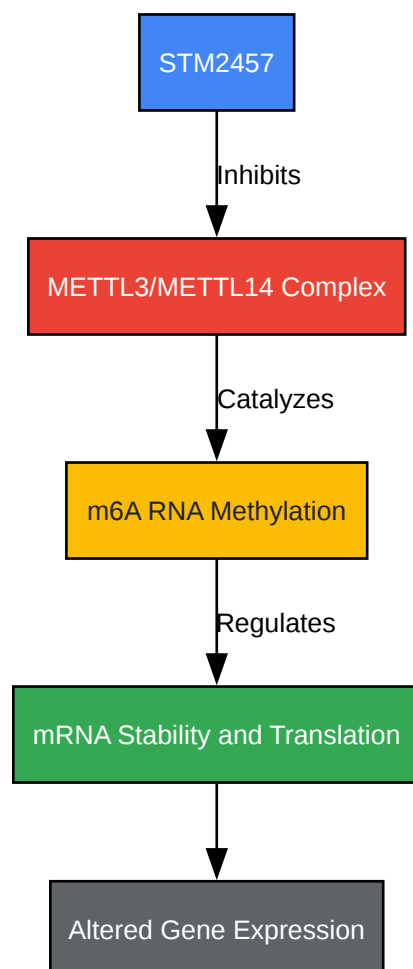 STM2457
Inhibits
METTL3/METTL14 Complex
Catalyzes
m6A RNA Methylation
Regulates
mRNA Stability and Translation
Altered Gene Expression